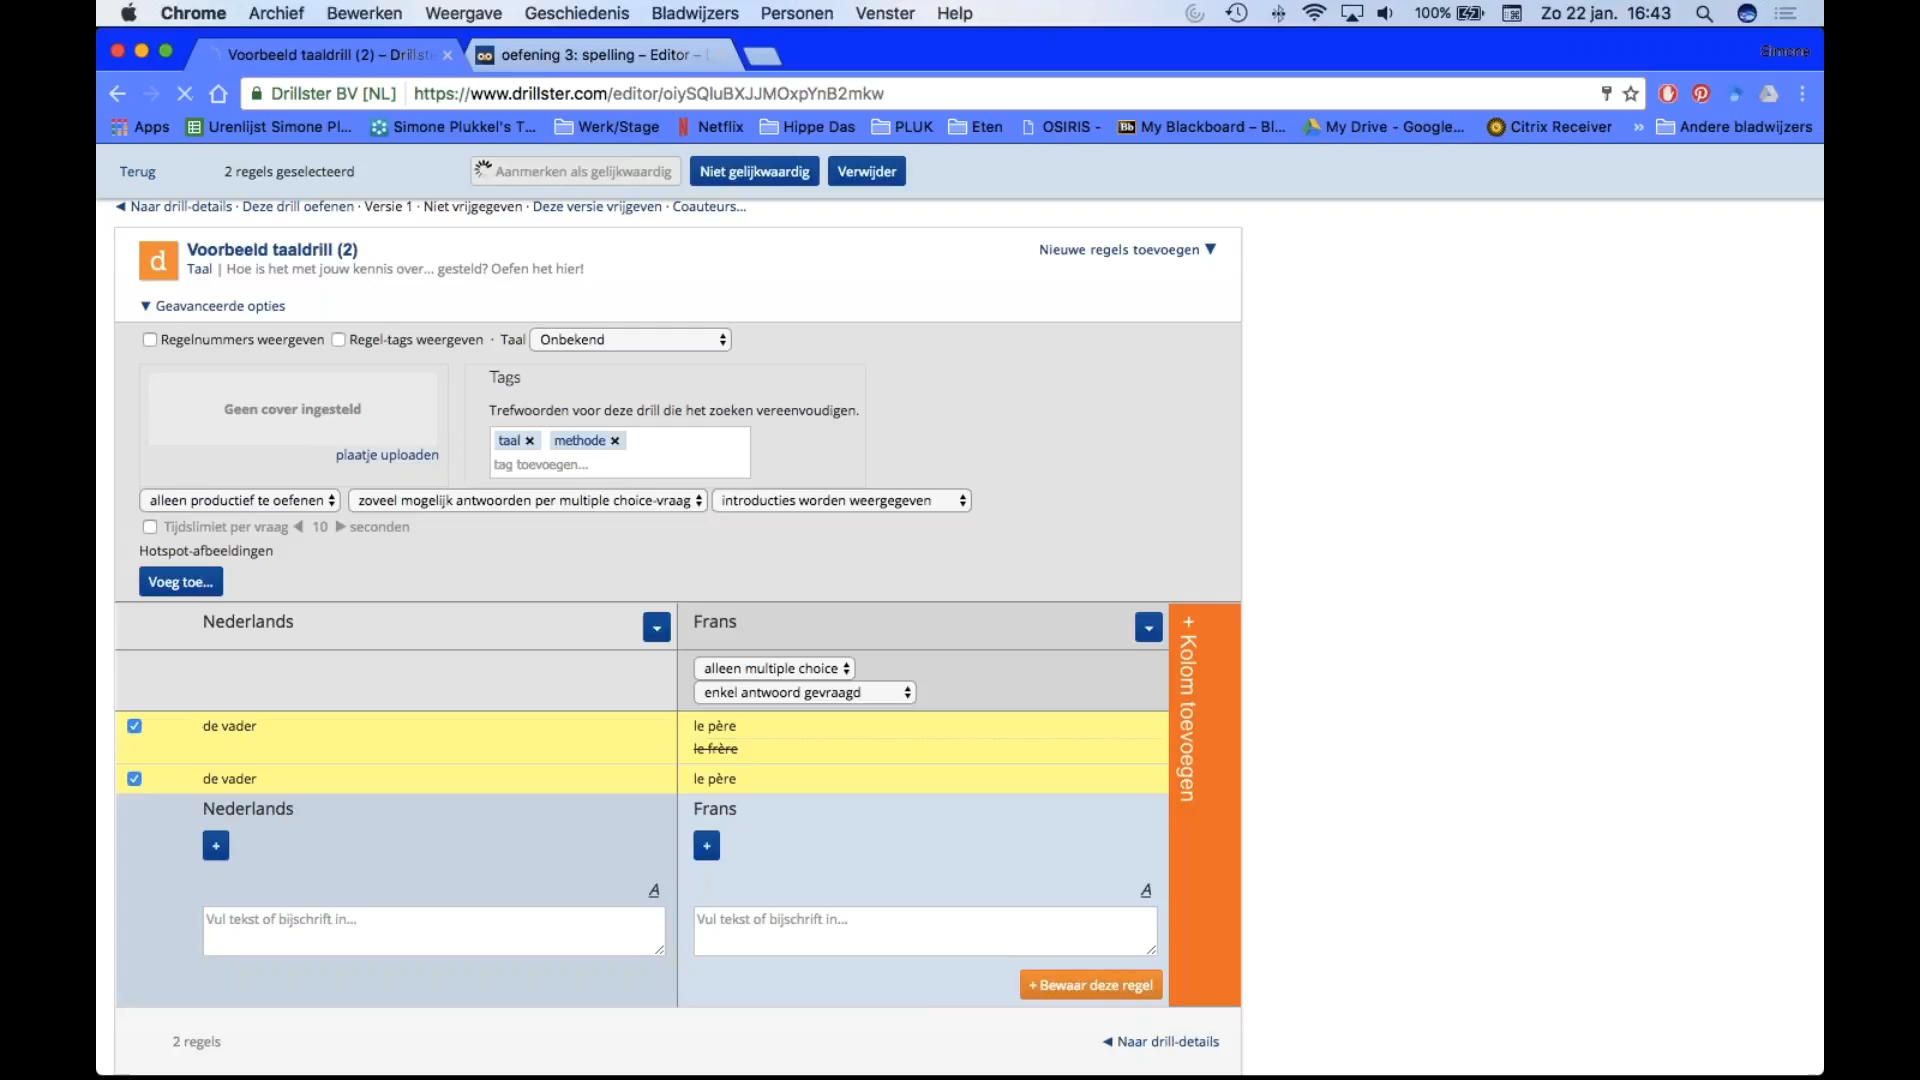 Chrome Archief Bewerken Weergave Geschiedenis Bladwijzers Personen Venster Help 100% Zo 22 jan. 16:43
Voorbeeld taaldrill (2) – Drillste oefening 3: spelling – Editor – Simone
Drillster BV [NL] https://www.drillster.com/editor/oiySQIuBXJJMOxpYnB2mkw
Apps Urenlijst Simone Pl... Simone Plukkel's T... Werk/Stage Netflix Hippe Das PLUK Eten OSIRIS - Bb My Blackboard – Bl... My Drive - Google... Citrix Receiver » Andere bladwijzers
Terug 2 regels geselecteerd Aanmerken als gelijkwaardig Niet gelijkwaardig Verwijder
◀ Naar drill-details · Deze drill oefenen · Versie 1 · Niet vrijgegeven · Deze versie vrijgeven · Coauteurs...
d Voorbeeld taaldrill (2) Nieuwe regels toevoegen ▼
Taal | Hoe is het met jouw kennis over... gesteld? Oefen het hier!
▼ Geavanceerde opties
Regelnummers weergeven Regel-tags weergeven · Taal Onbekend
Tags
Geen cover ingesteld
Trefwoorden voor deze drill die het zoeken vereenvoudigen.
taal × methode ×
plaatje uploaden
tag toevoegen...
alleen productief te oefenen zoveel mogelijk antwoorden per multiple choice-vraag introducties worden weergegeven
Tijdslimiet per vraag ◀ 10 ▶ seconden
Hotspot-afbeeldingen
Voeg toe...
Nederlands Frans
+ Kolom toevoegen
alleen multiple choice
enkel antwoord gevraagd
de vader le père
le frère
de vader le père
Nederlands Frans
+ +
A A
Vul tekst of bijschrift in... Vul tekst of bijschrift in...
+ Bewaar deze regel
2 regels ◀ Naar drill-details